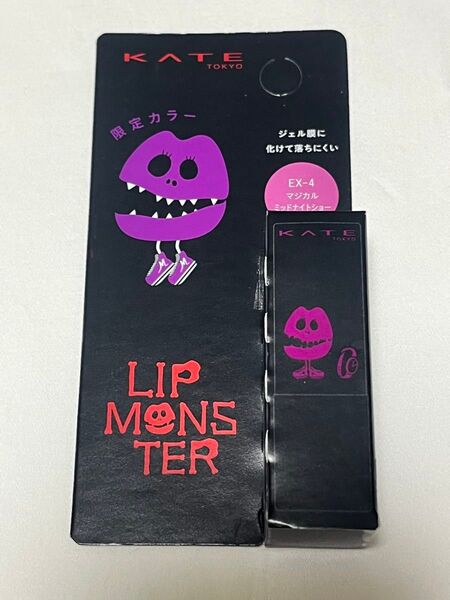 KATE
TOKYO
限定カラー
ジェル膜に
化けて落ちにくい
EX-4
マジカル
ミッドナイトショー
KATE
TOKYO
M
LIP
MONS
TER